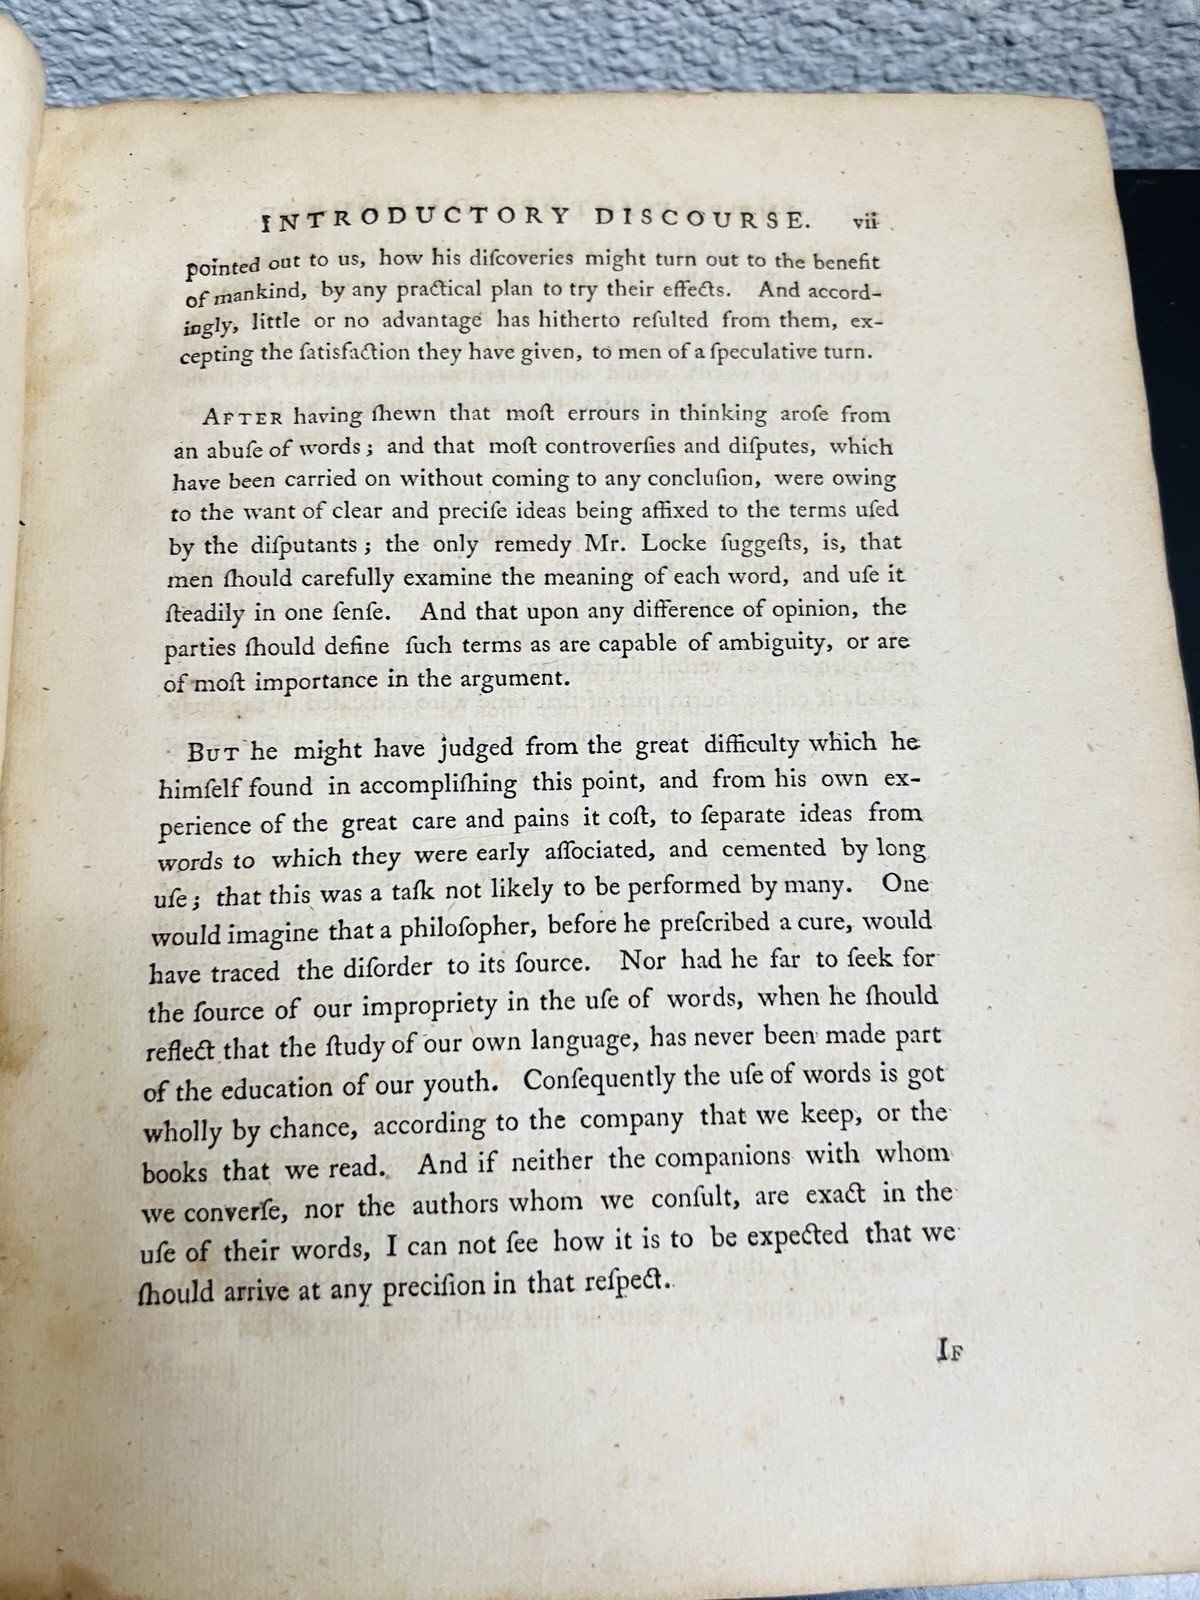 INTRODUCTORY DISCOURSE. vii
pointed out to us, how his diſcoveries might turn out to the benefit
of mankind, by any practical plan to try their effects. And accord-
ingly, little or no advantage has hitherto reſulted from them, ex-
cepting the ſatisfaction they have given, to men of a ſpeculative turn.
AFTER having ſhewn that moſt errours in thinking aroſe from
an abuſe of words; and that moſt controverſies and diſputes, which
have been carried on without coming to any concluſion, were owing
to the want of clear and preciſe ideas being affixed to the terms uſed
by the diſputants; the only remedy Mr. Locke ſuggeſts, is, that
men ſhould carefully examine the meaning of each word, and uſe it
ſteadily in one ſenſe. And that upon any difference of opinion, the
parties ſhould define ſuch terms as are capable of ambiguity, or are
of moſt importance in the argument.
BUT he might have judged from the great difficulty which he
himſelf found in accompliſhing this point, and from his own ex-
perience of the great care and pains it coſt, to ſeparate ideas from
words to which they were early aſſociated, and cemented by long
uſe; that this was a taſk not likely to be performed by many. One
would imagine that a philoſopher, before he preſcribed a cure, would
have traced the diſorder to its ſource. Nor had he far to ſeek for
the ſource of our impropriety in the uſe of words, when he ſhould
reflect that the ſtudy of our own language, has never been made part
of the education of our youth. Conſequently the uſe of words is got
wholly by chance, according to the company that we keep, or the
books that we read. And if neither the companions with whom
we converſe, nor the authors whom we conſult, are exact in the
uſe of their words, I can not ſee how it is to be expected that we
ſhould arrive at any preciſion in that reſpect.
IF